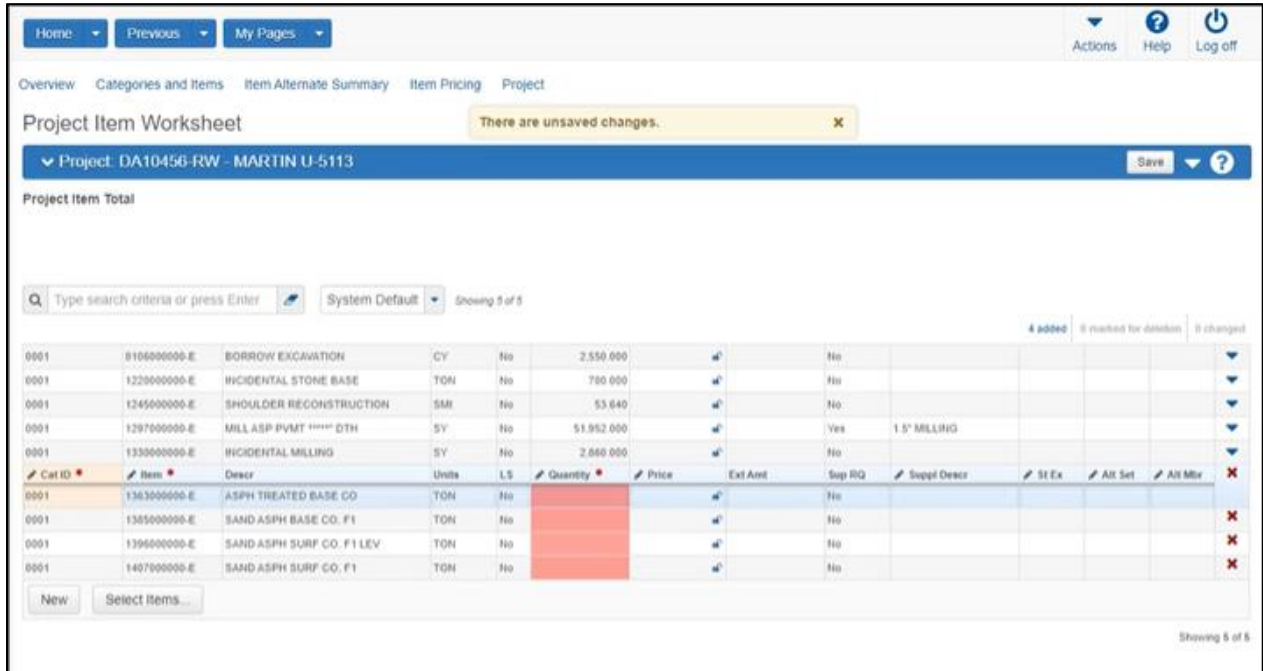 Home Previous My Pages Actions Help Log off
Overview Categories and Items Item Alternate Summary Item Pricing Project
Project Item Worksheet There are unsaved changes.
Project: DA10456-RW - MARTIN U-5113 Save
Project Item Total
Type search criteria or press Enter System Default Showing 5 of 5
4 added 0 marked for deletion 0 changed
0001 8106000000-E BORROW EXCAVATION CY No 2,550.000 No
0001 1220000000-E INCIDENTAL STONE BASE TON No 700.000 No
0001 1245000000-E SHOULDER RECONSTRUCTION SMI No 53.640 No
0001 1297000000-E MILL ASP PVMT ****** DTH SY No 51,952.000 Yes 1.5" MILLING
0001 1330000000-E INCIDENTAL MILLING SY No 2,860.000 No
Cat ID Item Descr Units LS Quantity Price Ext Amt Sup RQ Suppl Descr St Ex Alt Set Alt Mbr
0001 1363000000-E ASPH TREATED BASE CO TON No No
0001 1385000000-E SAND ASPH BASE CO. F1 TON No No
0001 1396000000-E SAND ASPH SURF CO. F1 LEV TON No No
0001 1407000000-E SAND ASPH SURF CO. F1 TON No No
New Select Items...
Showing 5 of 5